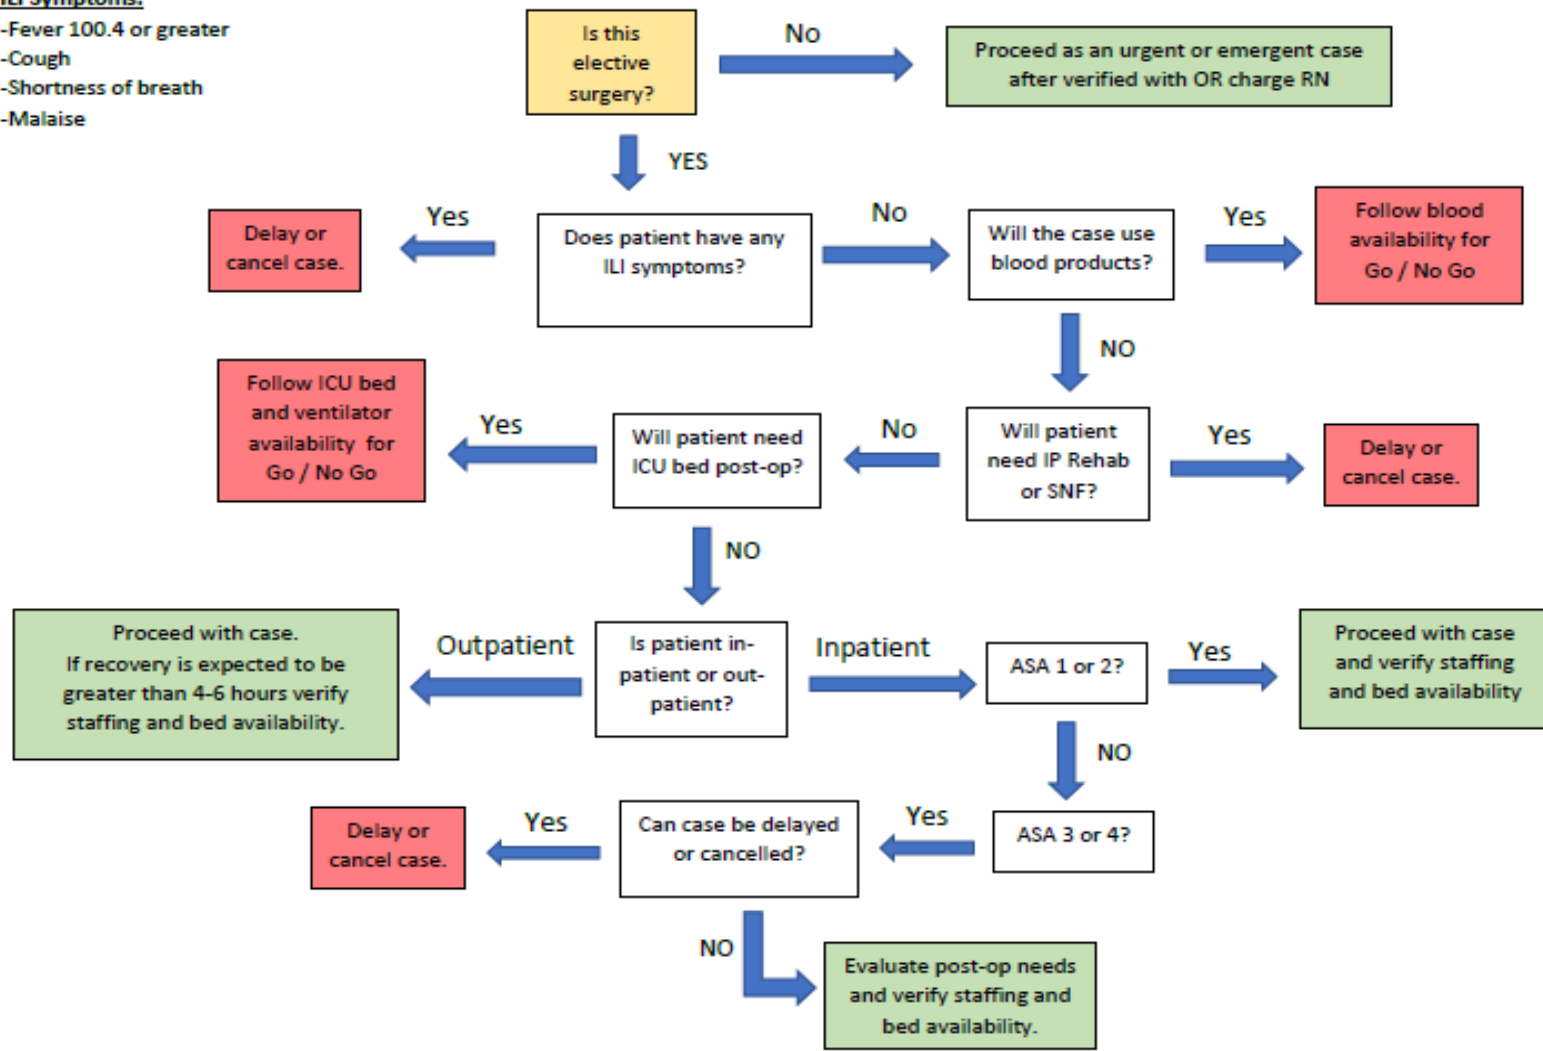 ILI Symptoms:
-Fever 100.4 or greater
-Cough
-Shortness of breath
-Malaise
Is this
elective
surgery?
No
Proceed as an urgent or emergent case
after verified with OR charge RN
YES
Delay or
cancel case.
Yes
Does patient have any
ILI symptoms?
No
Will the case use
blood products?
Yes
Follow blood
availability for
Go / No Go
NO
Follow ICU bed
and ventilator
availability for
Go / No Go
Yes
Will patient need
ICU bed post-op?
No
Will patient
need IP Rehab
or SNF?
Yes
Delay or
cancel case.
NO
Proceed with case.
If recovery is expected to be
greater than 4-6 hours verify
staffing and bed availability.
Outpatient
Is patient in-
patient or out-
patient?
Inpatient
ASA 1 or 2?
Yes
Proceed with case
and verify staffing
and bed availability
NO
Delay or
cancel case.
Yes
Can case be delayed
or cancelled?
Yes
ASA 3 or 4?
NO
Evaluate post-op needs
and verify staffing and
bed availability.